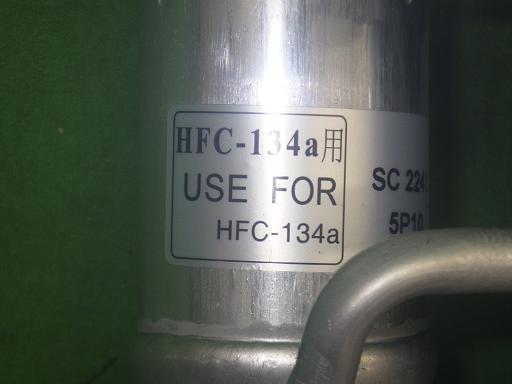 HFC-134a用
USE FOR
HFC-134a
SC 224
5P10